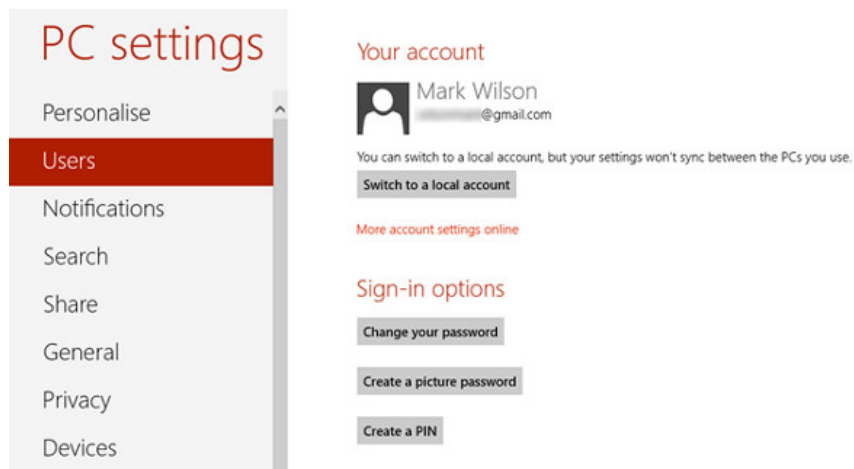 PC settings
Personalise
Users
Notifications
Search
Share
General
Privacy
Devices
Your account
Mark Wilson
@gmail.com
You can switch to a local account, but your settings won't sync between the PCs you use.
Switch to a local account
More account settings online
Sign-in options
Change your password
Create a picture password
Create a PIN